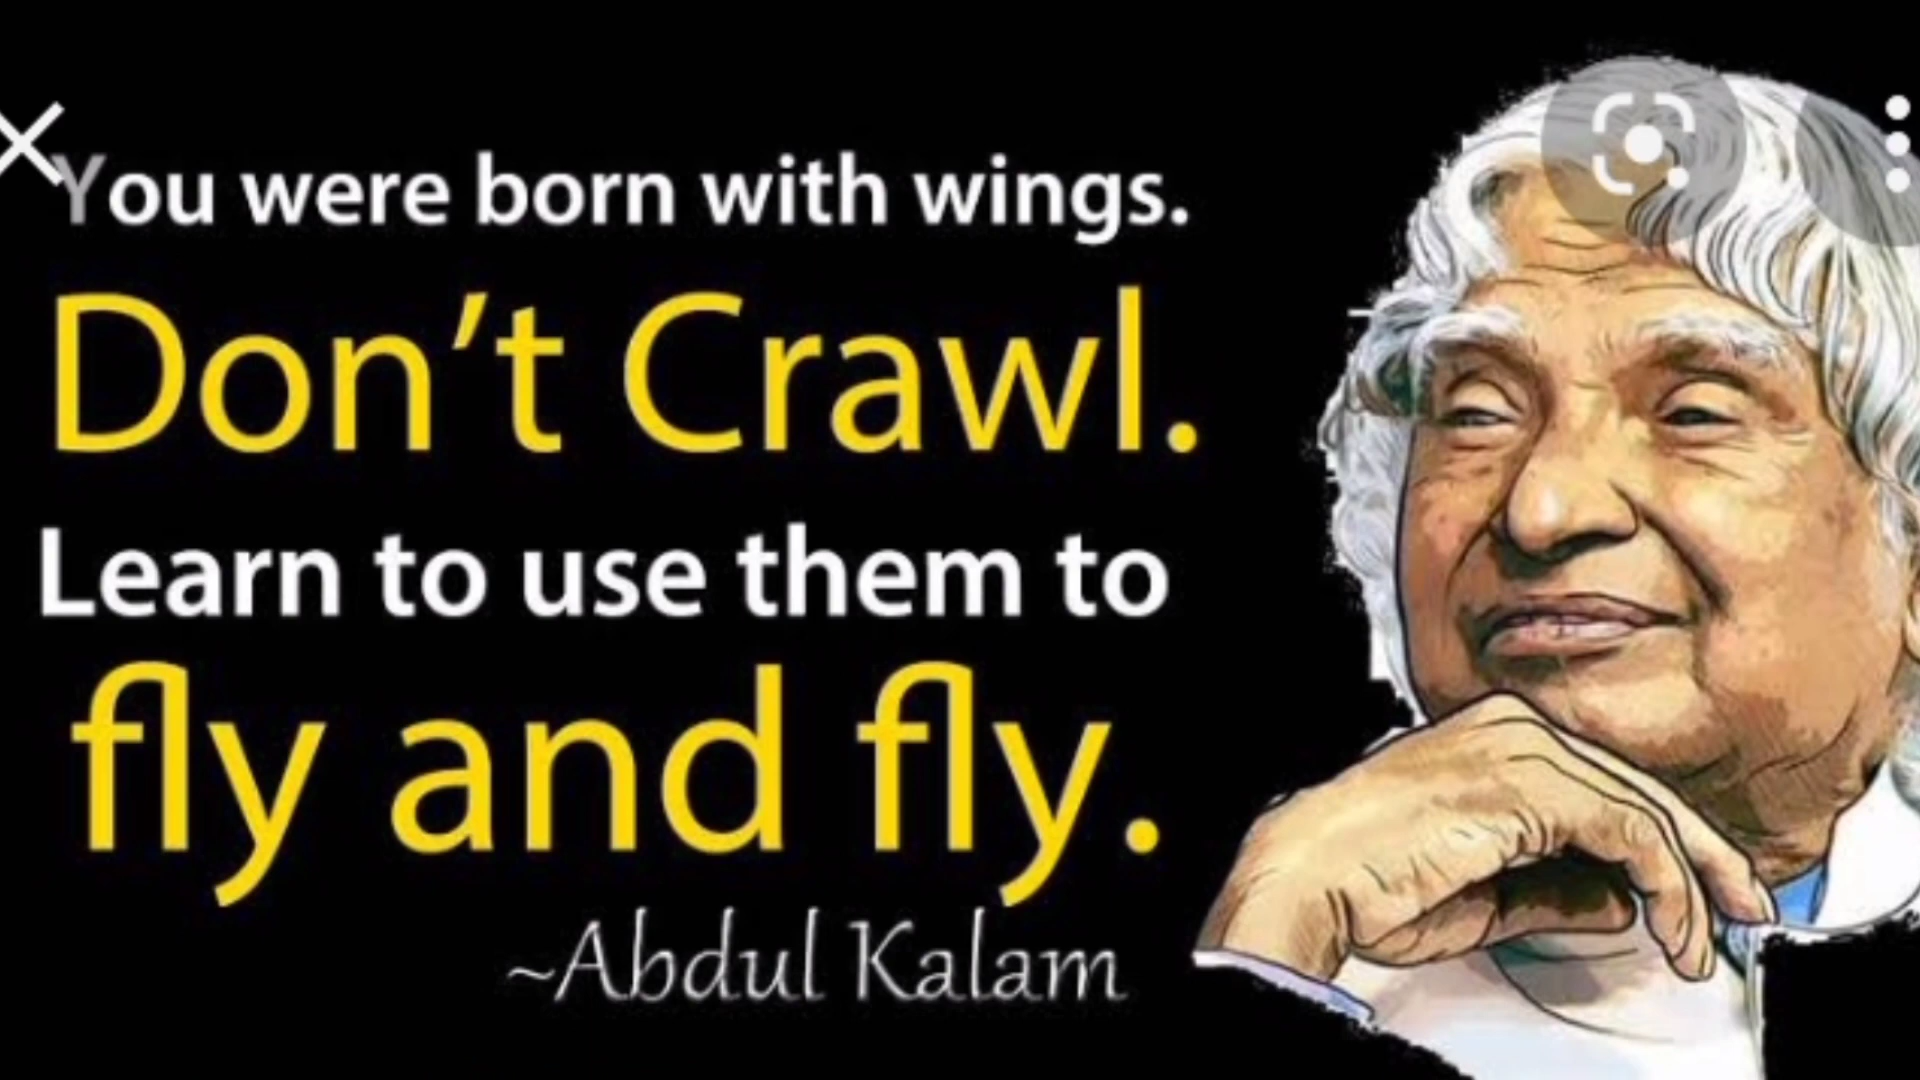 You were born with wings.
Don't Crawl.
Learn to use them to
fly and fly.
~Abdul Kalam